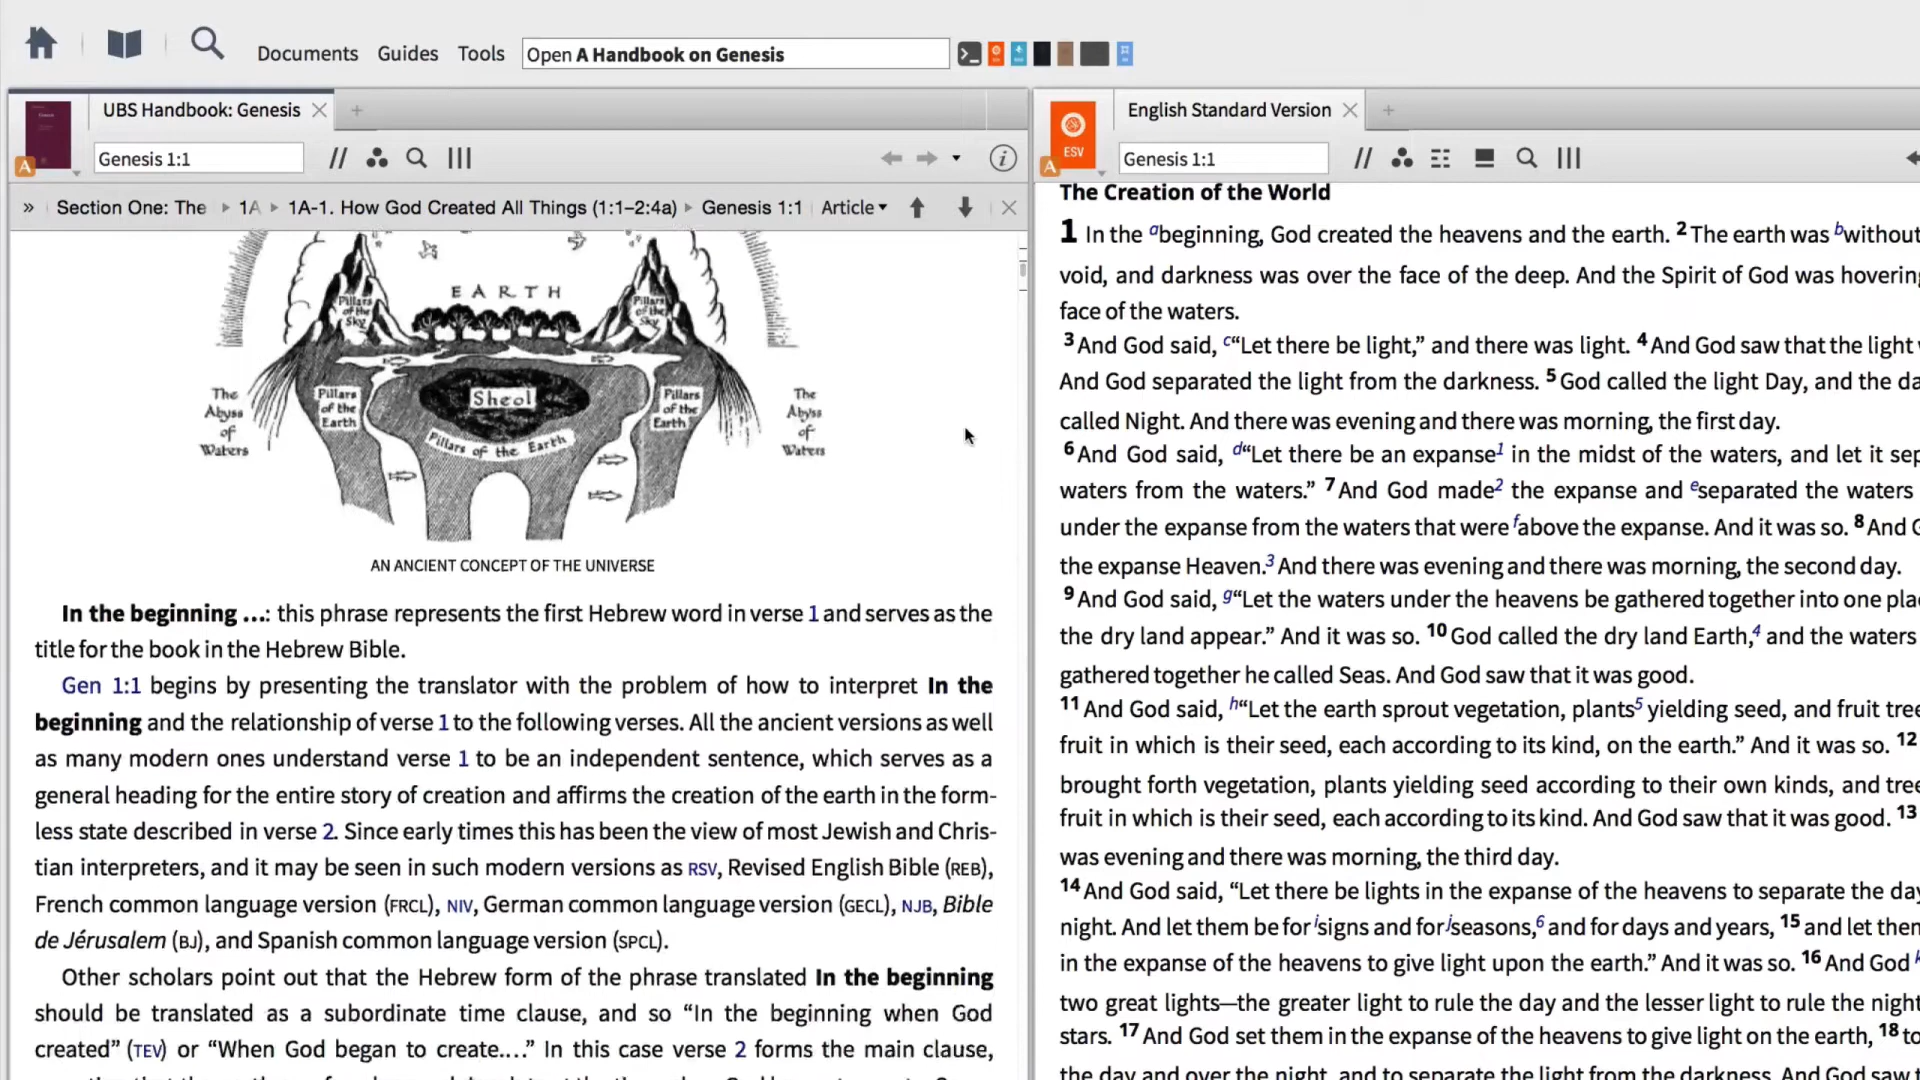 Documents Guides Tools Open A Handbook on Genesis
UBS Handbook: Genesis
Genesis 1:1
» Section One: The 1A 1A-1. How God Created All Things (1:1–2:4a) Genesis 1:1 Article
EARTH
Pillars of the Sky
Pillars of the Sky
The Abyss of Waters
Pillars of the Earth
Sheol
Pillars of the Earth
Pillars of the Earth
The Abyss of Waters
AN ANCIENT CONCEPT OF THE UNIVERSE
In the beginning …: this phrase represents the first Hebrew word in verse 1 and serves as the
title for the book in the Hebrew Bible.
Gen 1:1 begins by presenting the translator with the problem of how to interpret In the
beginning and the relationship of verse 1 to the following verses. All the ancient versions as well
as many modern ones understand verse 1 to be an independent sentence, which serves as a
general heading for the entire story of creation and affirms the creation of the earth in the form-
less state described in verse 2. Since early times this has been the view of most Jewish and Chris-
tian interpreters, and it may be seen in such modern versions as RSV, Revised English Bible (REB),
French common language version (FRCL), NIV, German common language version (GECL), NJB, Bible
de Jérusalem (BJ), and Spanish common language version (SPCL).
Other scholars point out that the Hebrew form of the phrase translated In the beginning
should be translated as a subordinate time clause, and so “In the beginning when God
created” (TEV) or “When God began to create.…” In this case verse 2 forms the main clause,
English Standard Version
A
ESV
A
Genesis 1:1
The Creation of the World
1 In the a beginning, God created the heavens and the earth. 2 The earth was b without
void, and darkness was over the face of the deep. And the Spirit of God was hovering
face of the waters.
3 And God said, c “Let there be light,” and there was light. 4 And God saw that the light
And God separated the light from the darkness. 5 God called the light Day, and the da
called Night. And there was evening and there was morning, the first day.
6 And God said, d “Let there be an expanse1 in the midst of the waters, and let it sep
waters from the waters.” 7 And God made2 the expanse and e separated the waters
under the expanse from the waters that were f above the expanse. And it was so. 8 And G
the expanse Heaven.3 And there was evening and there was morning, the second day.
9 And God said, g “Let the waters under the heavens be gathered together into one plac
the dry land appear.” And it was so. 10 God called the dry land Earth,4 and the waters
gathered together he called Seas. And God saw that it was good.
11 And God said, h “Let the earth sprout vegetation, plants5 yielding seed, and fruit tree
fruit in which is their seed, each according to its kind, on the earth.” And it was so. 12
brought forth vegetation, plants yielding seed according to their own kinds, and tree
fruit in which is their seed, each according to its kind. And God saw that it was good. 13
was evening and there was morning, the third day.
14 And God said, “Let there be lights in the expanse of the heavens to separate the day
night. And let them be for i signs and for j seasons,6 and for days and years, 15 and let them
in the expanse of the heavens to give light upon the earth.” And it was so. 16 And God k
two great lights—the greater light to rule the day and the lesser light to rule the night
stars. 17 And God set them in the expanse of the heavens to give light on the earth, 18 to
the day and over the night, and to separate the light from the darkness. And God saw t